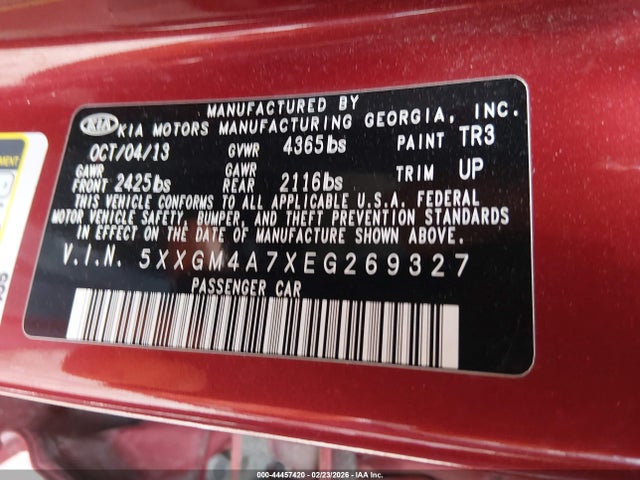 MANUFACTURED BY
KIA KIA MOTORS MANUFACTURING GEORGIA, INC.
OCT/04/13 GVWR 4365lbs PAINT TR3
GAWR FRONT 2425lbs GAWR REAR 2116lbs TRIM UP
THIS VEHICLE CONFORMS TO ALL APPLICABLE U.S.A. FEDERAL
MOTOR VEHICLE SAFETY, BUMPER, AND THEFT PREVENTION STANDARDS
IN EFFECT ON THE DATE OF MANUFACTURE SHOWN ABOVE.
V.I.N. 5XXGM4A7XEG269327
PASSENGER CAR
000-44457420 - 02/23/2026 - IAA Inc.